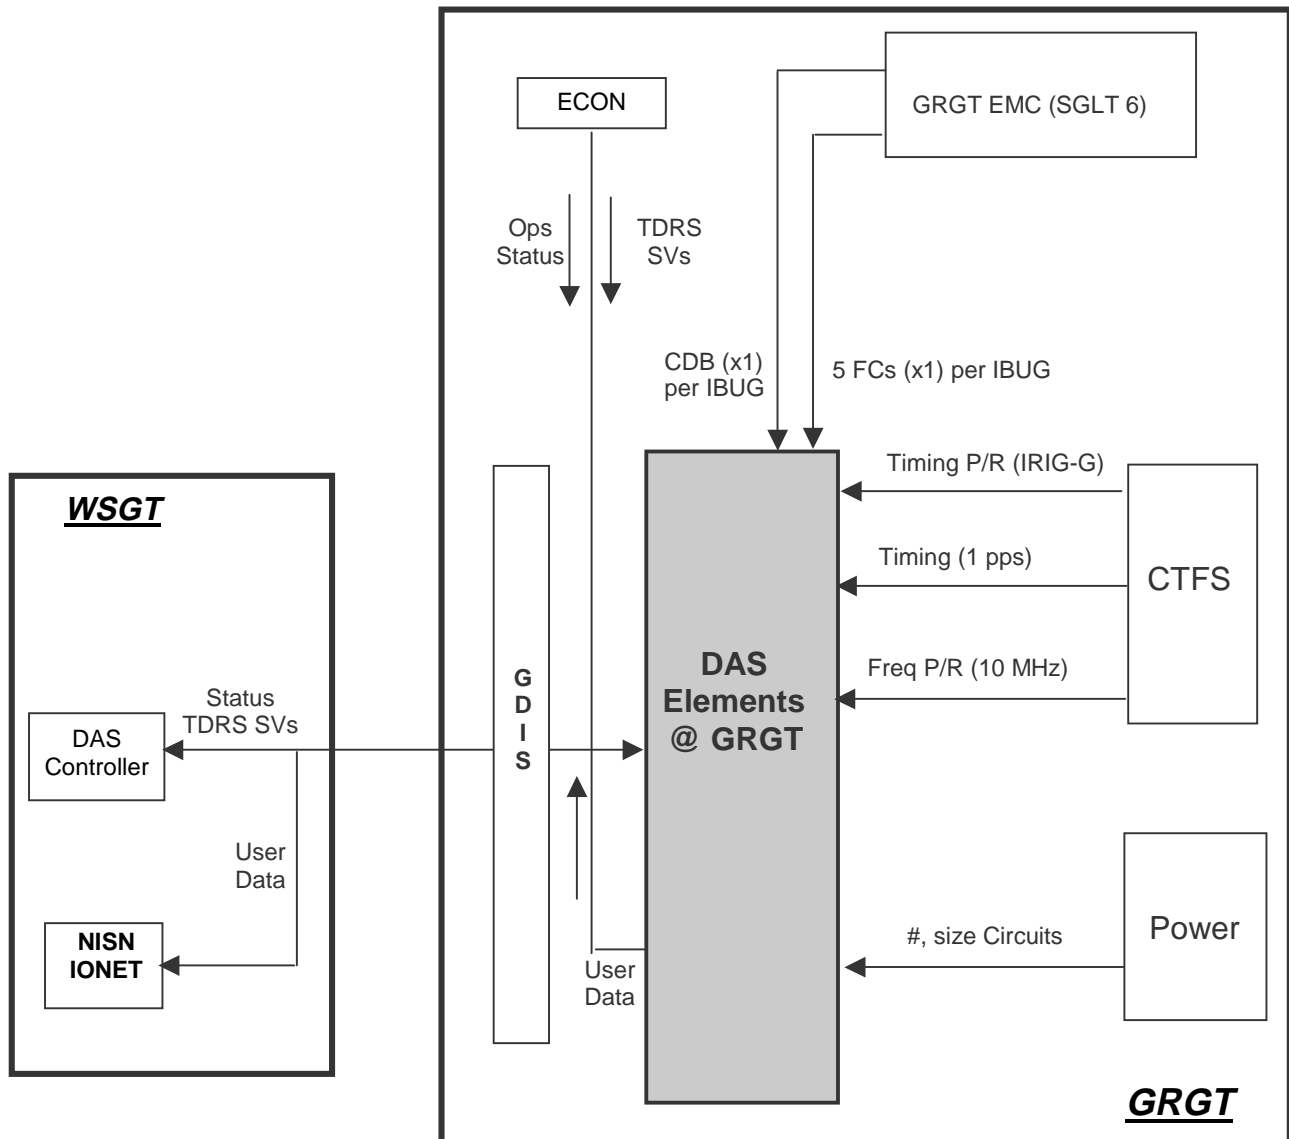 ECON
GRGT EMC (SGLT 6)
Ops
Status
TDRS
SVs
CDB (x1)
per IBUG
5 FCs (x1) per IBUG
Timing P/R (IRIG-G)
WSGT
Timing (1 pps)
CTFS
DAS
Elements
@ GRGT
Freq P/R (10 MHz)
G
D
I
S
Status
TDRS SVs
DAS
Controller
User
Data
NISN
IONET
#, size Circuits
Power
User
Data
GRGT